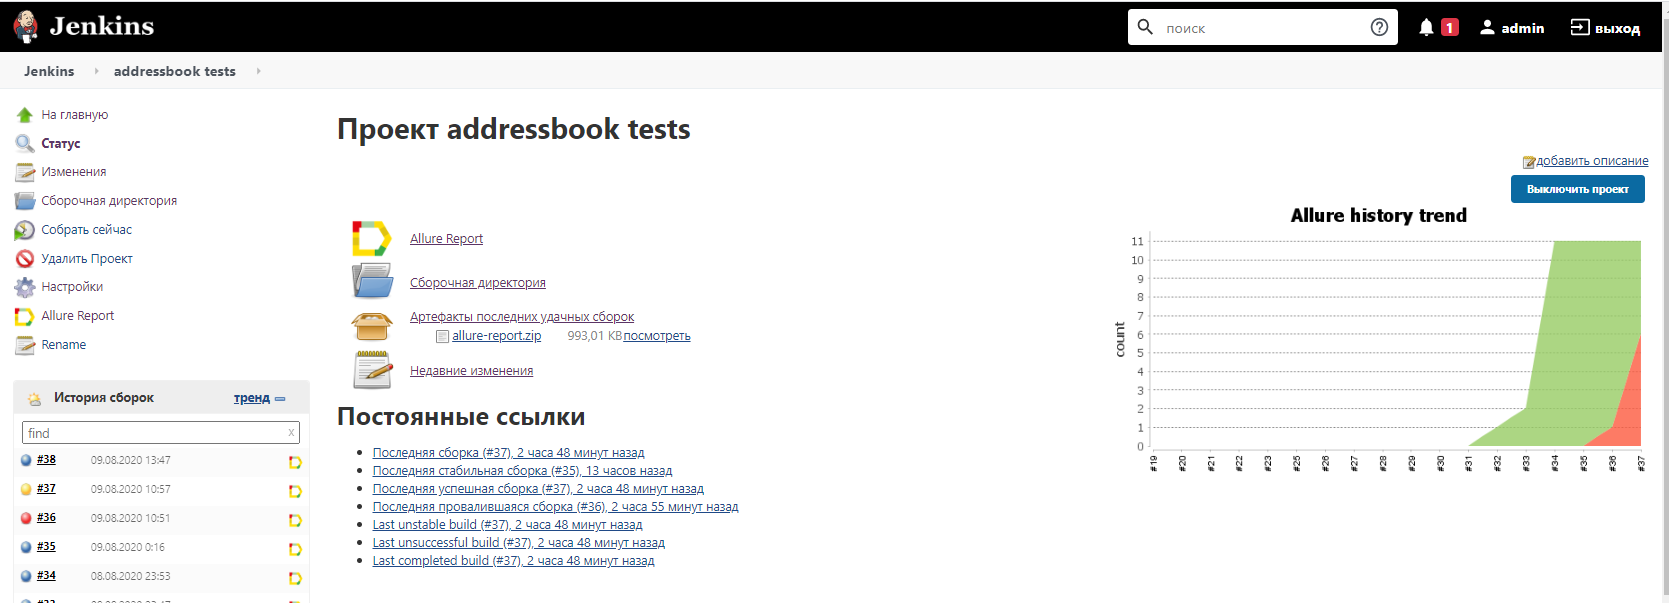 Jenkins
поиск
1
admin
выход
Jenkins
addressbook tests
На главную
Статус
Изменения
Сборочная директория
Собрать сейчас
Удалить Проект
Настройки
Allure Report
Rename
История сборок
тренд
find
x
#38 09.08.2020 13:47
#37 09.08.2020 10:57
#36 09.08.2020 10:51
#35 09.08.2020 0:16
#34 08.08.2020 23:53
Проект addressbook tests
добавить описание
Выключить проект
Allure Report
Сборочная директория
Артефакты последних удачных сборок
allure-report.zip 993,01 KB посмотреть
Недавние изменения
Постоянные ссылки
Последняя сборка (#37), 2 часа 48 минут назад
Последняя стабильная сборка (#35), 13 часов назад
Последняя успешная сборка (#37), 2 часа 48 минут назад
Последняя провалившаяся сборка (#36), 2 часа 55 минут назад
Last unstable build (#37), 2 часа 48 минут назад
Last unsuccessful build (#37), 2 часа 48 минут назад
Last completed build (#37), 2 часа 48 минут назад
Allure history trend
count
11
10
9
8
7
6
5
4
3
2
1
0
#19 #20 #21 #22 #23 #25 #26 #27 #28 #29 #30 #31 #32 #33 #34 #35 #36 #37